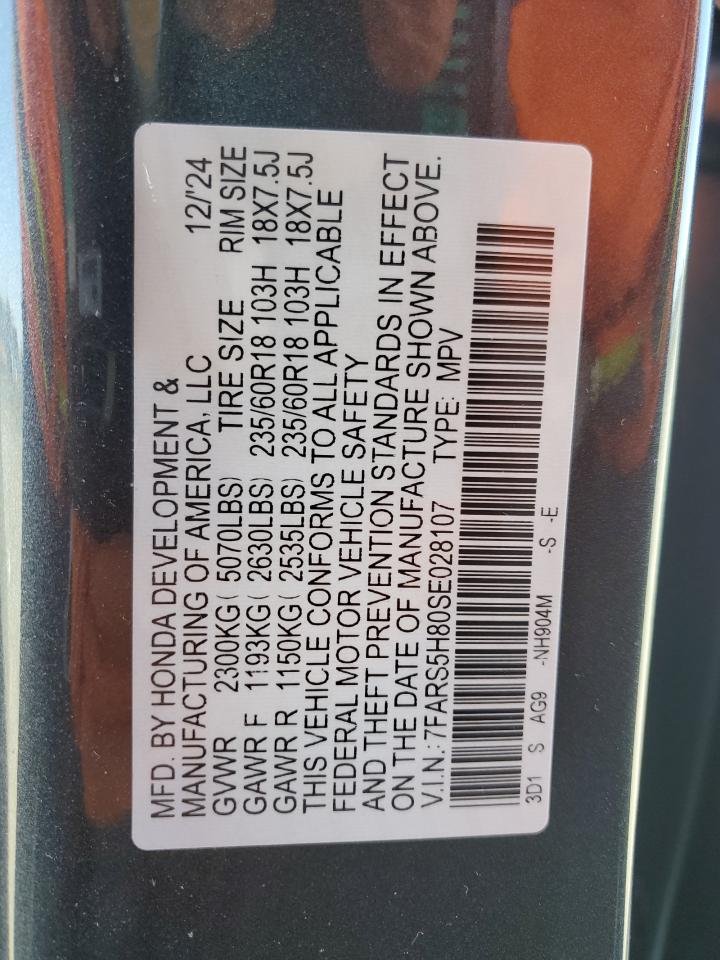 MFD. BY HONDA DEVELOPMENT &
MANUFACTURING OF AMERICA, LLC 12/'24
GVWR 2300KG ( 5070LBS) TIRE SIZE RIM SIZE
GAWR F 1193KG ( 2630LBS) 235/60R18 103H 18X7.5J
GAWR R 1150KG ( 2535LBS) 235/60R18 103H 18X7.5J
THIS VEHICLE CONFORMS TO ALL APPLICABLE
FEDERAL MOTOR VEHICLE SAFETY
AND THEFT PREVENTION STANDARDS IN EFFECT
ON THE DATE OF MANUFACTURE SHOWN ABOVE.
V.I.N.: 7FARS5H80SE028107 TYPE: MPV
3D1 S AG9 -NH904M -S -E